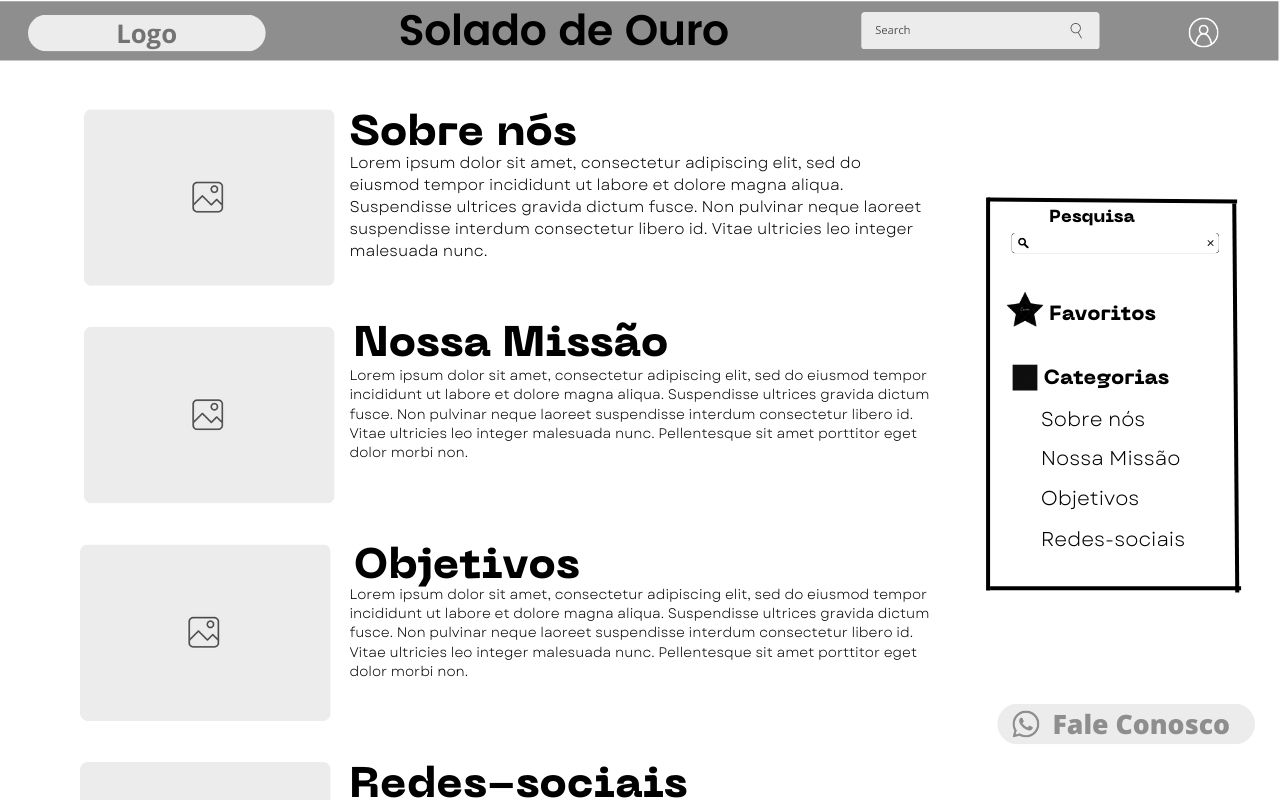 Logo
Solado de Ouro
Search
Sobre nós
Lorem ipsum dolor sit amet, consectetur adipiscing elit, sed do
eiusmod tempor incididunt ut labore et dolore magna aliqua.
Suspendisse ultrices gravida dictum fusce. Non pulvinar neque laoreet
suspendisse interdum consectetur libero id. Vitae ultricies leo integer
malesuada nunc.
Nossa Missão
Lorem ipsum dolor sit amet, consectetur adipiscing elit, sed do eiusmod tempor
incididunt ut labore et dolore magna aliqua. Suspendisse ultrices gravida dictum
fusce. Non pulvinar neque laoreet suspendisse interdum consectetur libero id.
Vitae ultricies leo integer malesuada nunc. Pellentesque sit amet porttitor eget
dolor morbi non.
Objetivos
Lorem ipsum dolor sit amet, consectetur adipiscing elit, sed do eiusmod tempor
incididunt ut labore et dolore magna aliqua. Suspendisse ultrices gravida dictum
fusce. Non pulvinar neque laoreet suspendisse interdum consectetur libero id.
Vitae ultricies leo integer malesuada nunc. Pellentesque sit amet porttitor eget
dolor morbi non.
Redes-sociais
Pesquisa
Favoritos
Categorias
Sobre nós
Nossa Missão
Objetivos
Redes-sociais
Fale Conosco